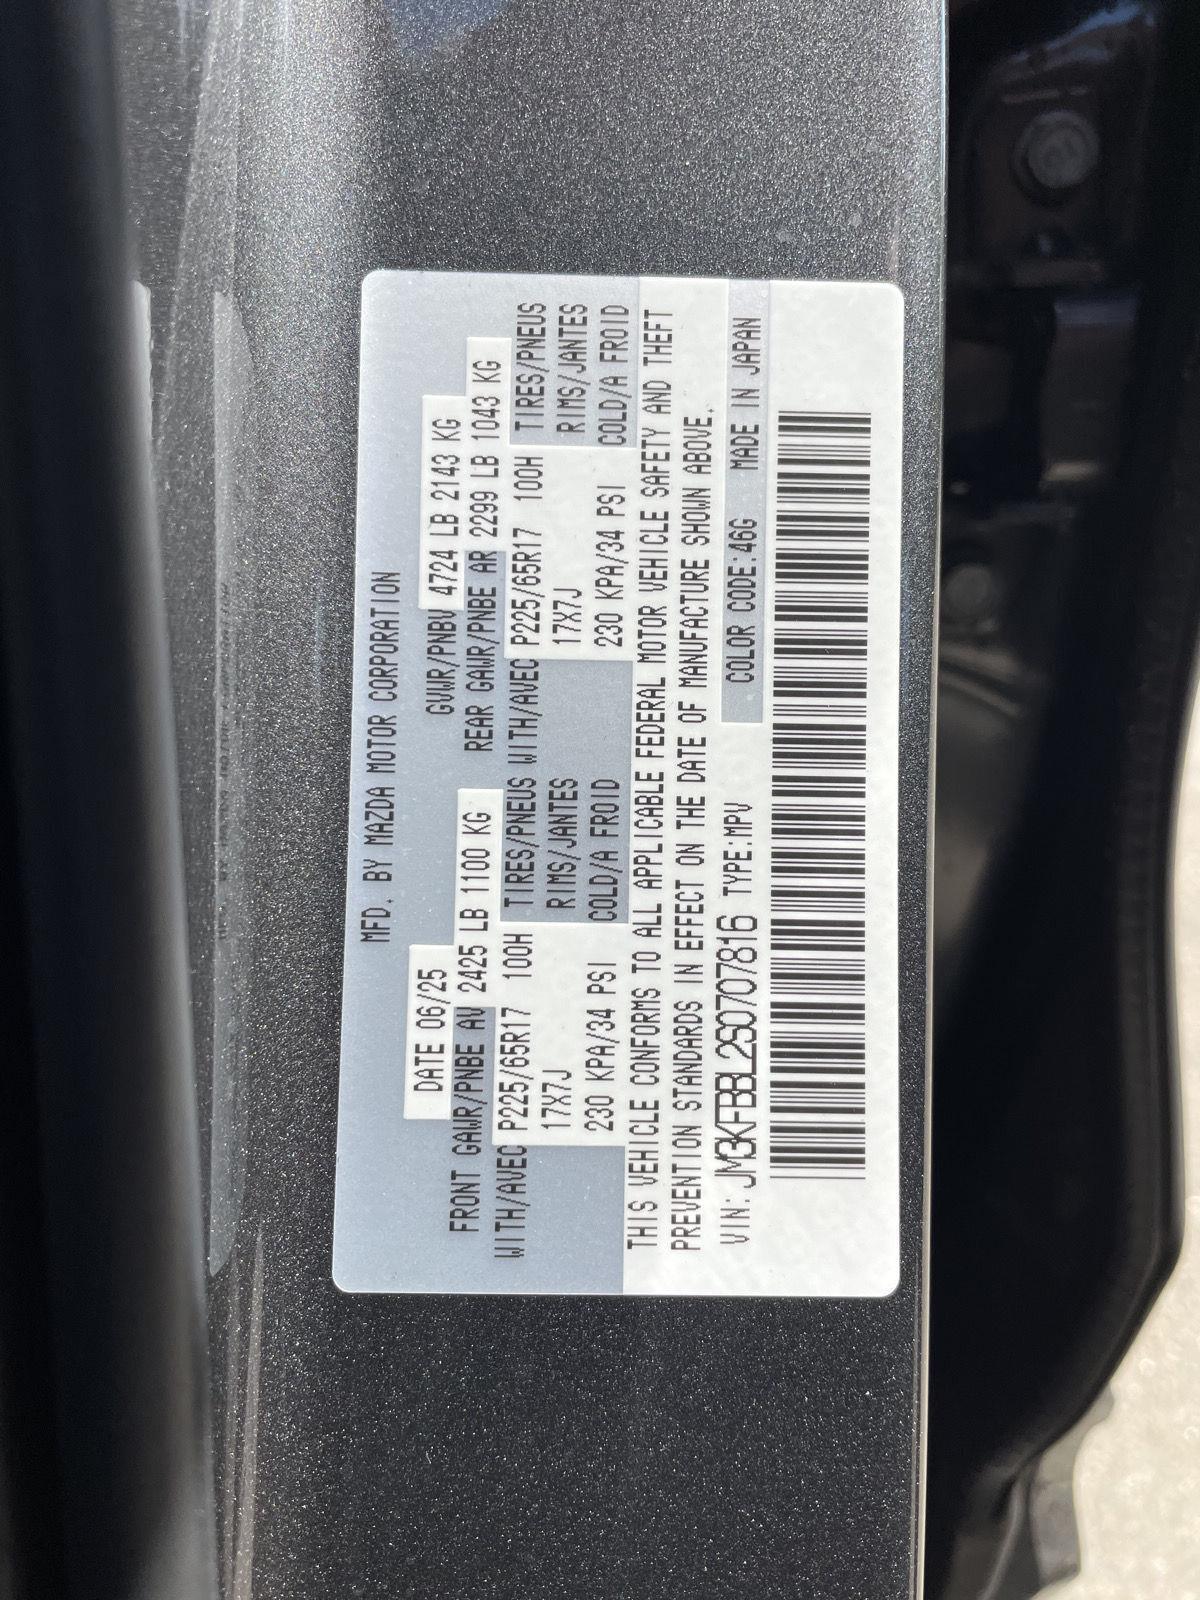 MFD. BY MAZDA MOTOR CORPORATION
DATE 06/25 GVWR/PNBV 4724 LB 2143 KG
FRONT GAWR/PNBE AV 2425 LB 1100 KG REAR GAWR/PNBE AR 2299 LB 1043 KG
WITH/AVEC P225/65R17 100H TIRES/PNEUS WITH/AVEC P225/65R17 100H TIRES/PNEUS
17X7J RIMS/JANTES 17X7J RIMS/JANTES
230 KPA/34 PSI COLD/A FROID 230 KPA/34 PSI COLD/A FROID
THIS VEHICLE CONFORMS TO ALL APPLICABLE FEDERAL MOTOR VEHICLE SAFETY AND THEFT
PREVENTION STANDARDS IN EFFECT ON THE DATE OF MANUFACTURE SHOWN ABOVE.
VIN: JM3KFBBL2S0707816 TYPE:MPV COLOR CODE:46G MADE IN JAPAN